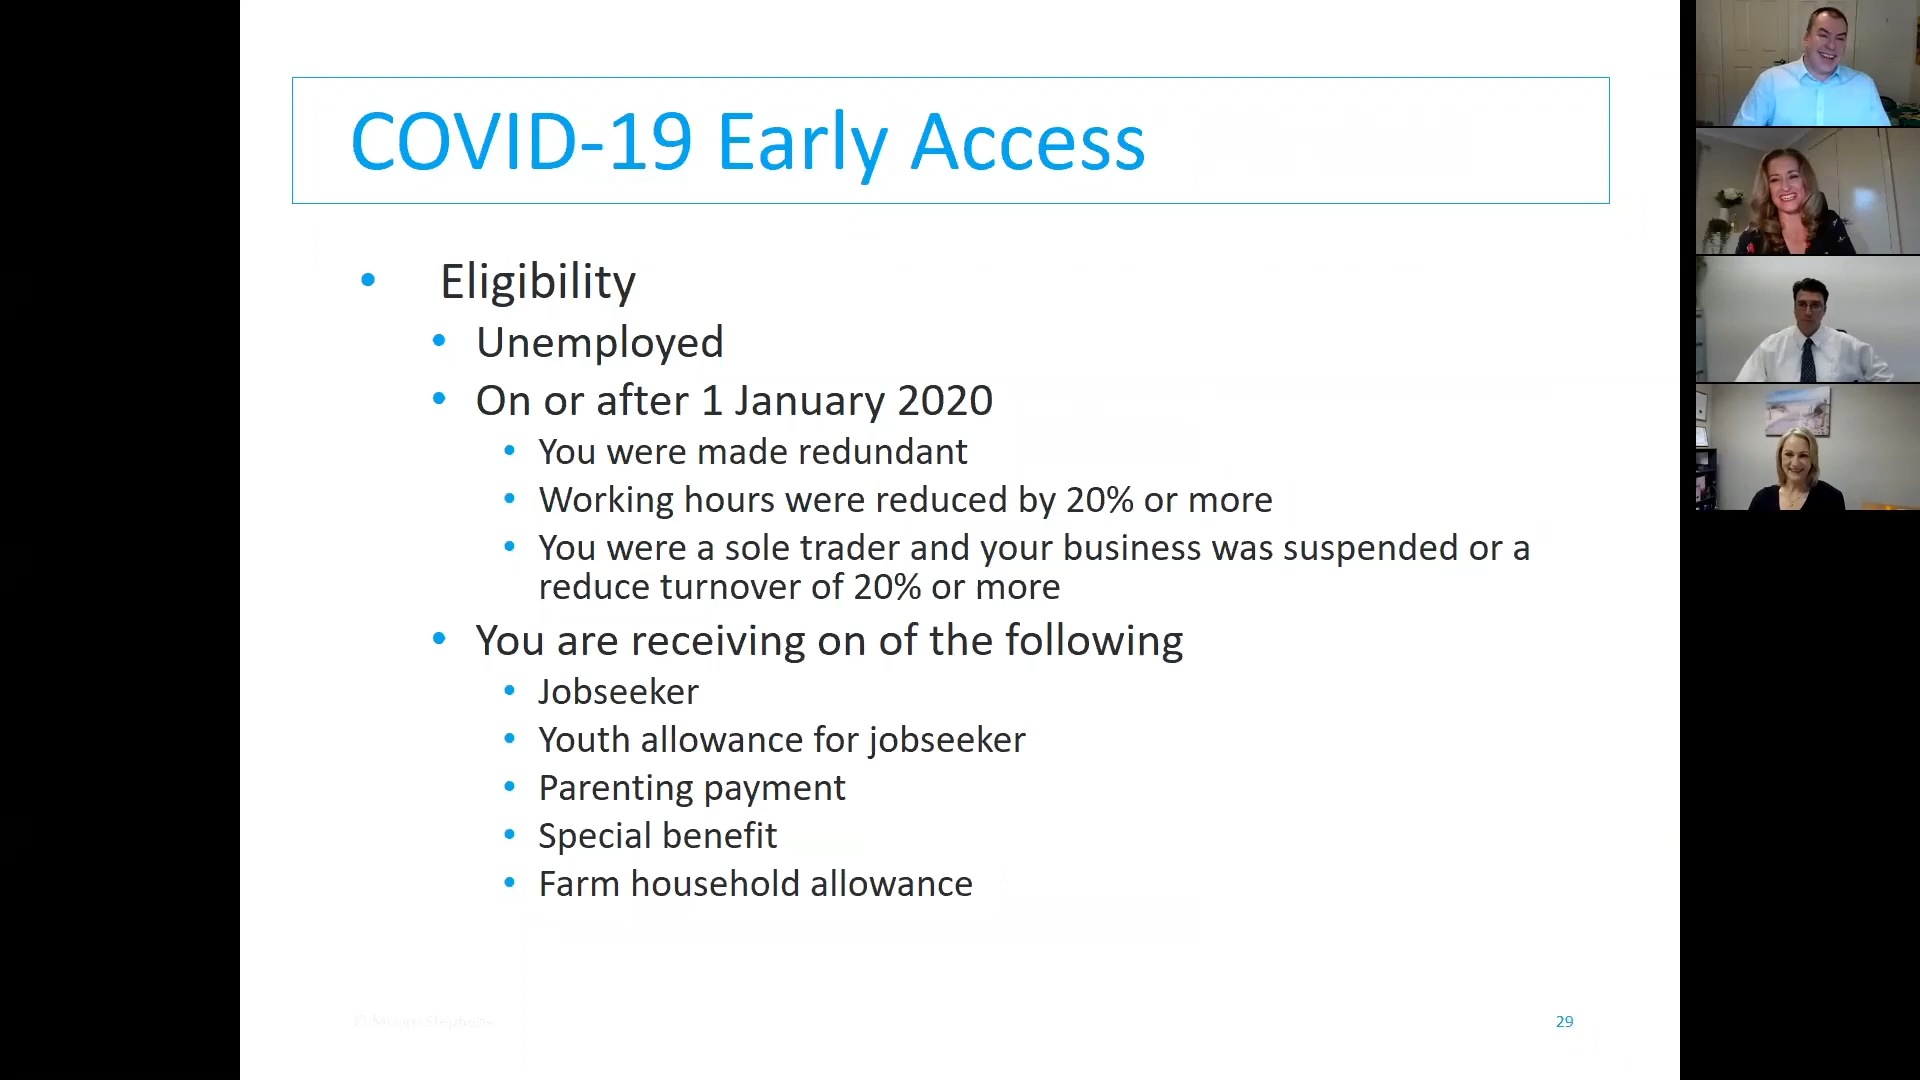 COVID-19 Early Access
• Eligibility
• Unemployed
• On or after 1 January 2020
• You were made redundant
• Working hours were reduced by 20% or more
• You were a sole trader and your business was suspended or a
reduce turnover of 20% or more
• You are receiving on of the following
• Jobseeker
• Youth allowance for jobseeker
• Parenting payment
• Special benefit
• Farm household allowance
© Moore Stephens
29